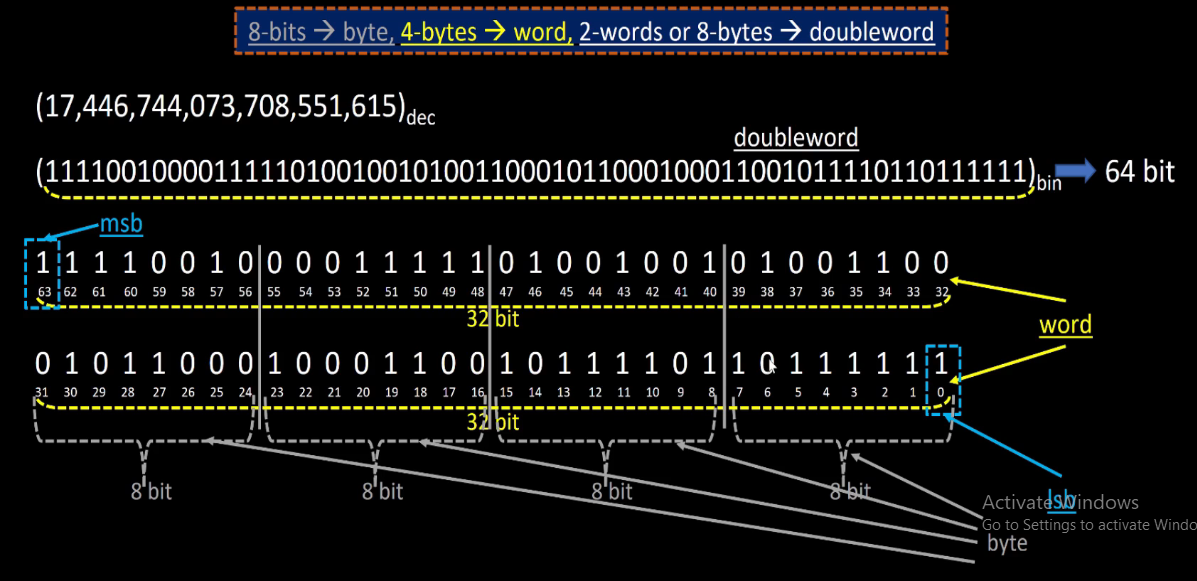 8-bits → byte, 4-bytes → word, 2-words or 8-bytes → doubleword
(17,446,744,073,708,551,615)dec
doubleword
(1111001000011111010010010100110001011000100011001011110110111111)bin 64 bit
msb
1 1 1 1 0 0 1 0 0 0 0 1 1 1 1 1 0 1 0 0 1 0 0 1 0 1 0 0 1 1 0 0
63 62 61 60 59 58 57 56 55 54 53 52 51 50 49 48 47 46 45 44 43 42 41 40 39 38 37 36 35 34 33 32
32 bit
word
0 1 0 1 1 0 0 0 1 0 0 0 1 1 0 0 1 0 1 1 1 1 0 1 1 0 1 1 1 1 1 1
31 30 29 28 27 26 25 24 23 22 21 20 19 18 17 16 15 14 13 12 11 10 9 8 7 6 5 4 3 2 1 0
32 bit
8 bit 8 bit 8 bit 8 bit
lsb
Activate Windows
Go to Settings to activate Windo
byte